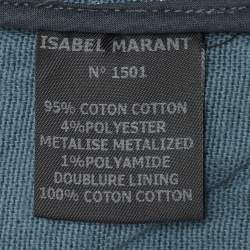 ISABEL MARANT
N° 1501
95% COTON COTTON
4%POLYESTER
METALISE METALIZED
1%POLYAMIDE
DOUBLURE LINING
100% COTON COTTON